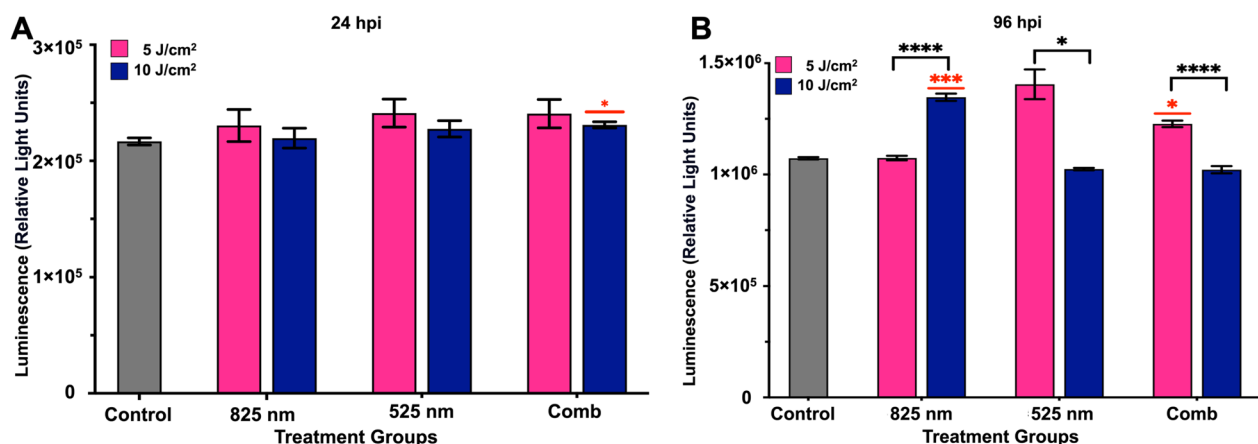 A
24 hpi
5 J/cm²
10 J/cm²
Luminescence (Relative Light Units)
3×10⁵
2×10⁵
1×10⁵
0
*
Control
825 nm
525 nm
Comb
Treatment Groups
B
96 hpi
5 J/cm²
10 J/cm²
Luminescence (Relative Light Units)
1.5×10⁶
1×10⁶
5×10⁵
0
****
***
*
*
****
Control
825 nm
525 nm
Comb
Treatment Groups